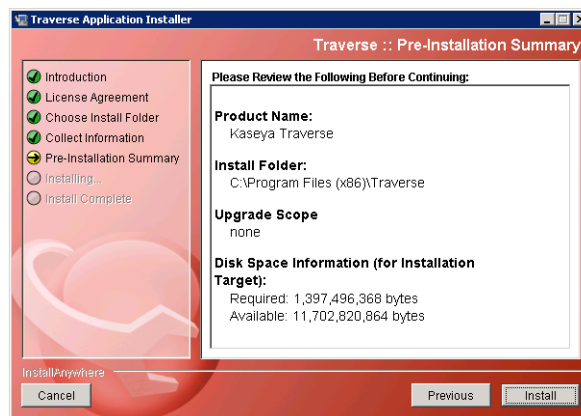 Traverse Application Installer
Traverse :: Pre-Installation Summary
Introduction
License Agreement
Choose Install Folder
Collect Information
Pre-Installation Summary
Installing...
Install Complete
Please Review the Following Before Continuing:
Product Name:
Kaseya Traverse
Install Folder:
C:\Program Files (x86)\Traverse
Upgrade Scope
none
Disk Space Information (for Installation
Target):
Required: 1,397,496,368 bytes
Available: 11,702,820,864 bytes
InstallAnywhere
Cancel
Previous
Install